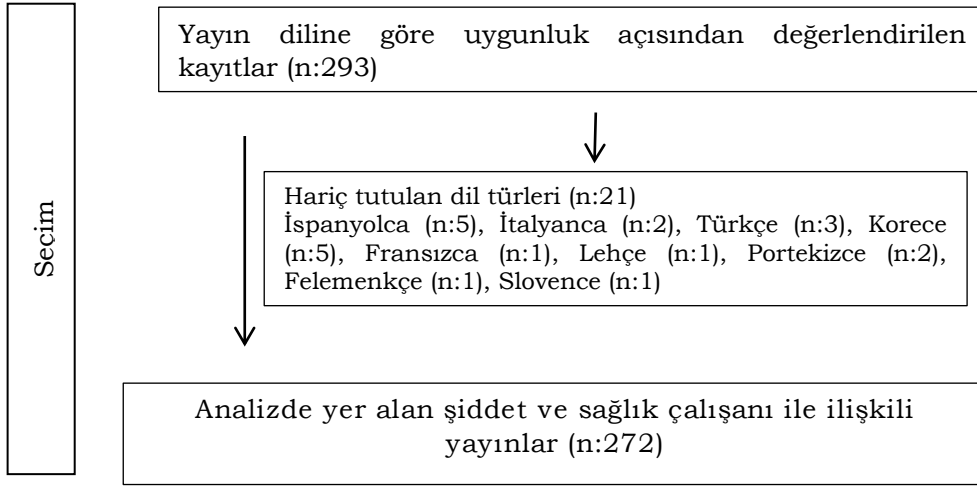 Seçim
Yayın diline göre uygunluk açısından değerlendirilen
kayıtlar (n:293)
Hariç tutulan dil türleri (n:21)
İspanyolca (n:5), İtalyanca (n:2), Türkçe (n:3), Korece
(n:5), Fransızca (n:1), Lehçe (n:1), Portekizce (n:2),
Felemenkçe (n:1), Slovence (n:1)
Analizde yer alan şiddet ve sağlık çalışanı ile ilişkili
yayınlar (n:272)